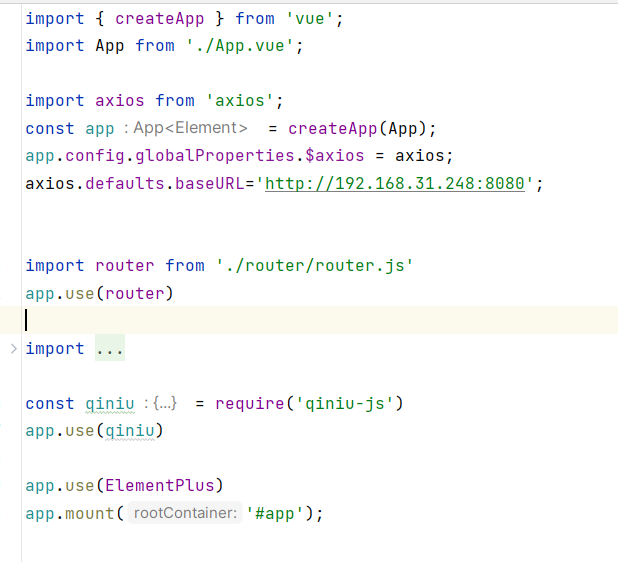 import { createApp } from 'vue';
import App from './App.vue';
import axios from 'axios';
const app : App<Element> = createApp(App);
app.config.globalProperties.$axios = axios;
axios.defaults.baseURL='http://192.168.31.248:8080';
import router from './router/router.js'
app.use(router)
import ...
const qiniu : {...} = require('qiniu-js')
app.use(qiniu)
app.use(ElementPlus)
app.mount( rootContainer: '#app');